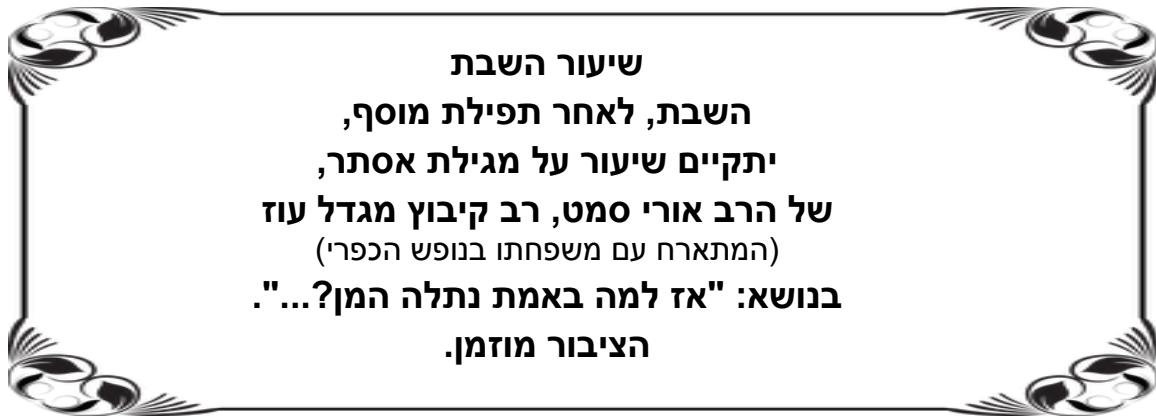 שיעור השבת
השבת, לאחר תפילת מוסף,
יתקיים שיעור על מגילת אסתר,
של הרב אורי סמט, רב קיבוץ מגדל עוז
(המתארח עם משפחתו בנופש הכפרי)
בנושא: "אז למה באמת נתלה המן?...".
הציבור מוזמן.